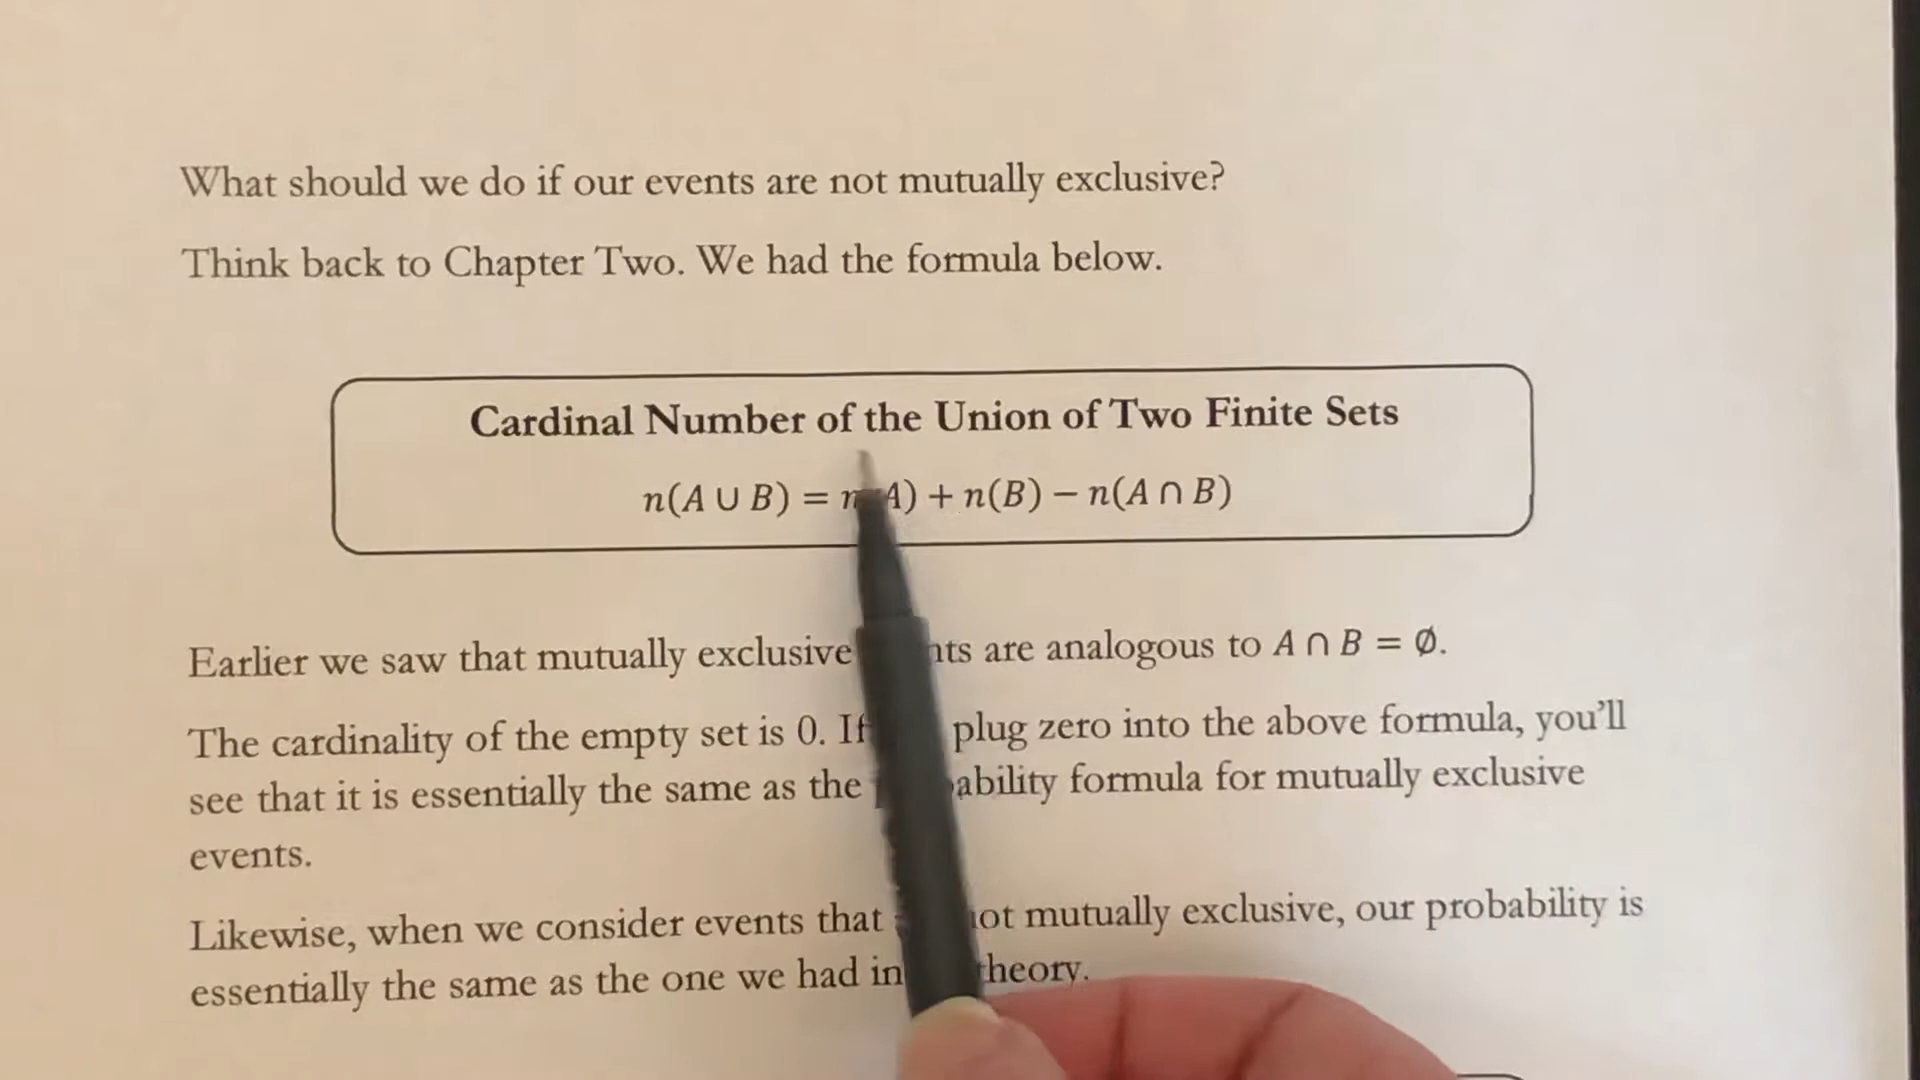 What should we do if our events are not mutually exclusive?
Think back to Chapter Two. We had the formula below.
Cardinal Number of the Union of Two Finite Sets
n(A ∪ B) = n(A) + n(B) − n(A ∩ B)
Earlier we saw that mutually exclusive are analogous to A ∩ B = Ø.
The cardinality of the empty set is 0. If plug zero into the above formula, you'll
see that it is essentially the same as the formula for mutually exclusive
events.
Likewise, when we consider events that not mutually exclusive, our probability is
essentially the same as the one we had in theory.